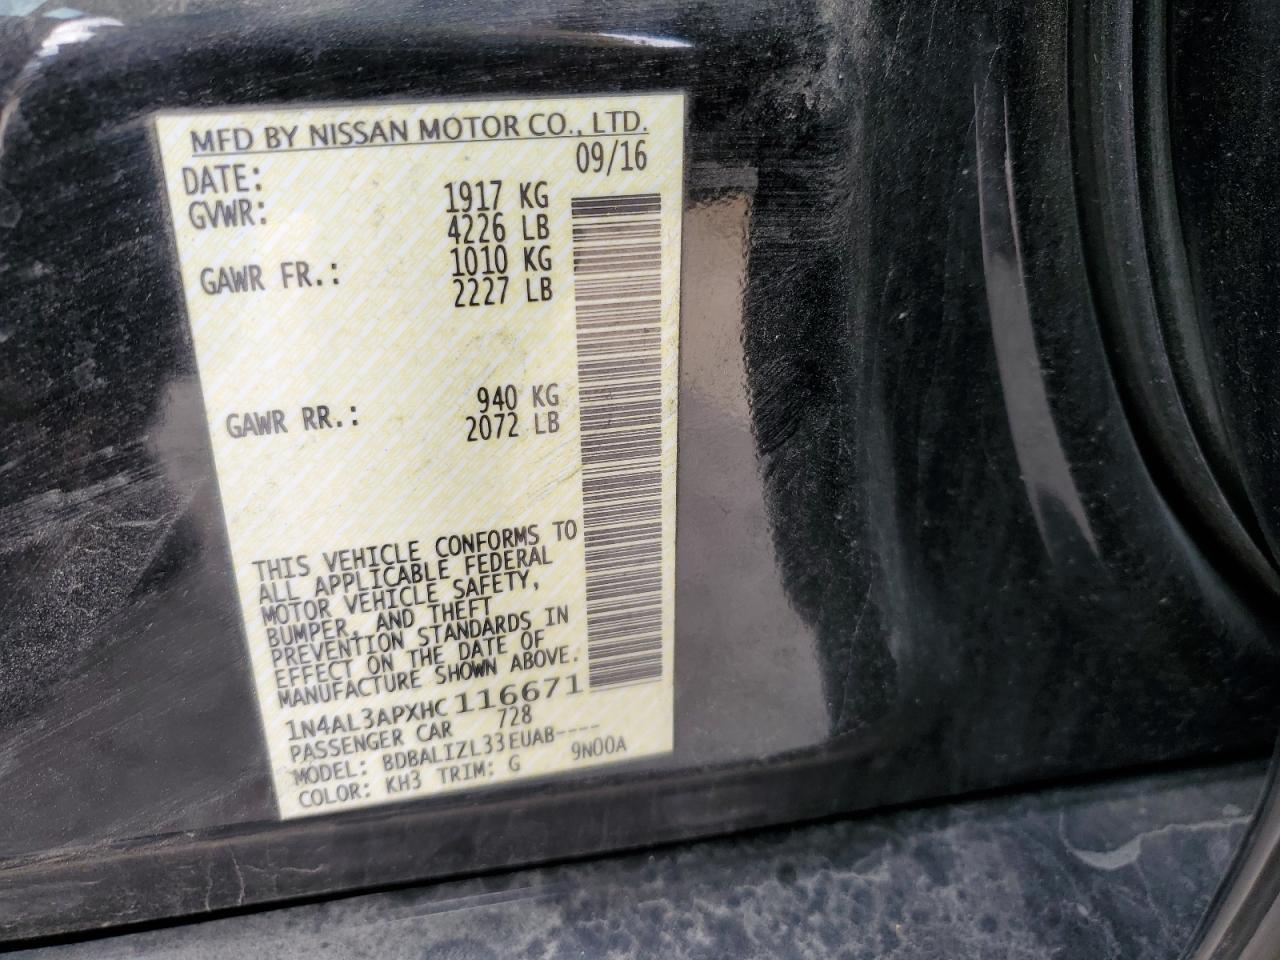 MFD BY NISSAN MOTOR CO., LTD.
DATE: 09/16
GVWR: 1917 KG
4226 LB
GAWR FR.: 1010 KG
2227 LB
GAWR RR.: 940 KG
2072 LB
THIS VEHICLE CONFORMS TO
ALL APPLICABLE FEDERAL
MOTOR VEHICLE SAFETY,
BUMPER, AND THEFT
PREVENTION STANDARDS IN
EFFECT ON THE DATE OF
MANUFACTURE SHOWN ABOVE.
1N4AL3APXHC116671
PASSENGER CAR 728
MODEL: BDBALIZL33EUAB----
COLOR: KH3 TRIM: G 9N00A